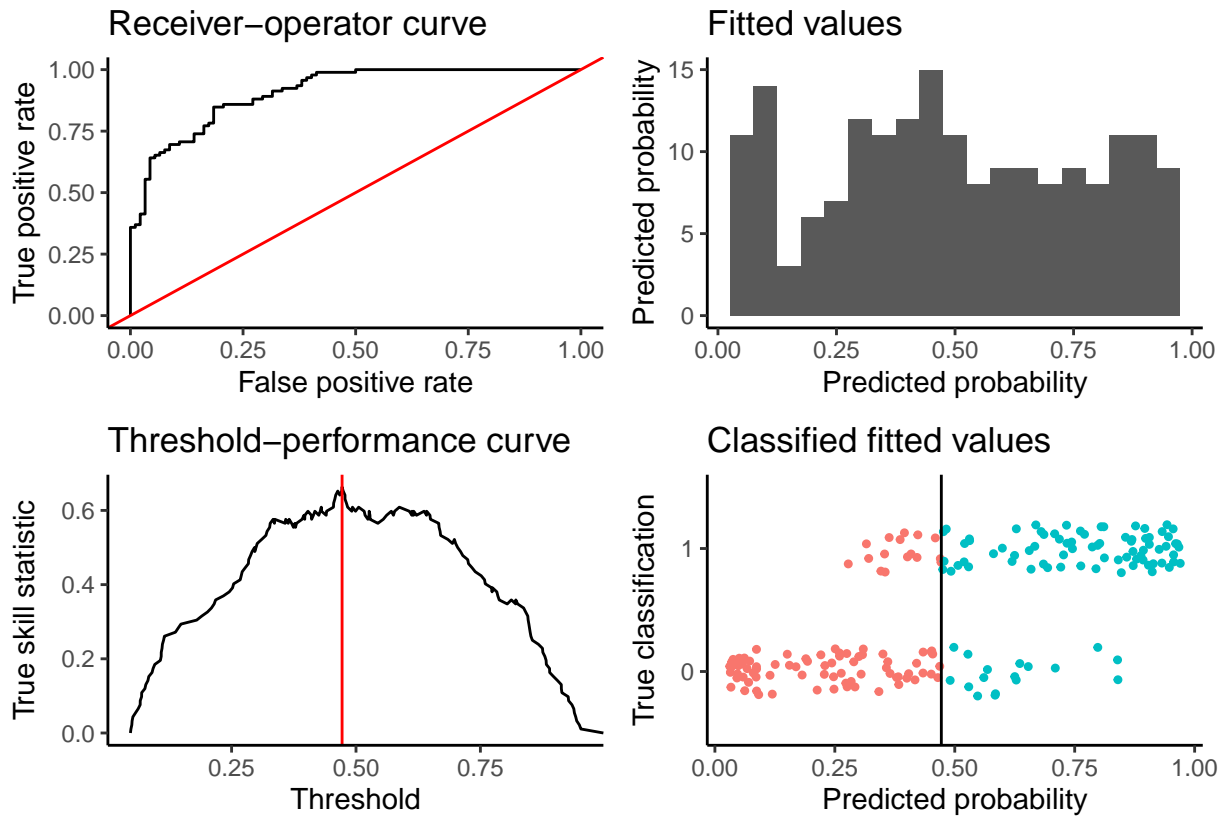 Receiver−operator curve
True positive rate
1.00
0.75
0.50
0.25
0.00
0.00 0.25 0.50 0.75 1.00
False positive rate
Fitted values
Predicted probability
15
10
5
0
0.00 0.25 0.50 0.75 1.00
Predicted probability
Threshold−performance curve
True skill statistic
0.6
0.4
0.2
0.0
0.25 0.50 0.75
Threshold
Classified fitted values
True classification
1
0
0.00 0.25 0.50 0.75 1.00
Predicted probability